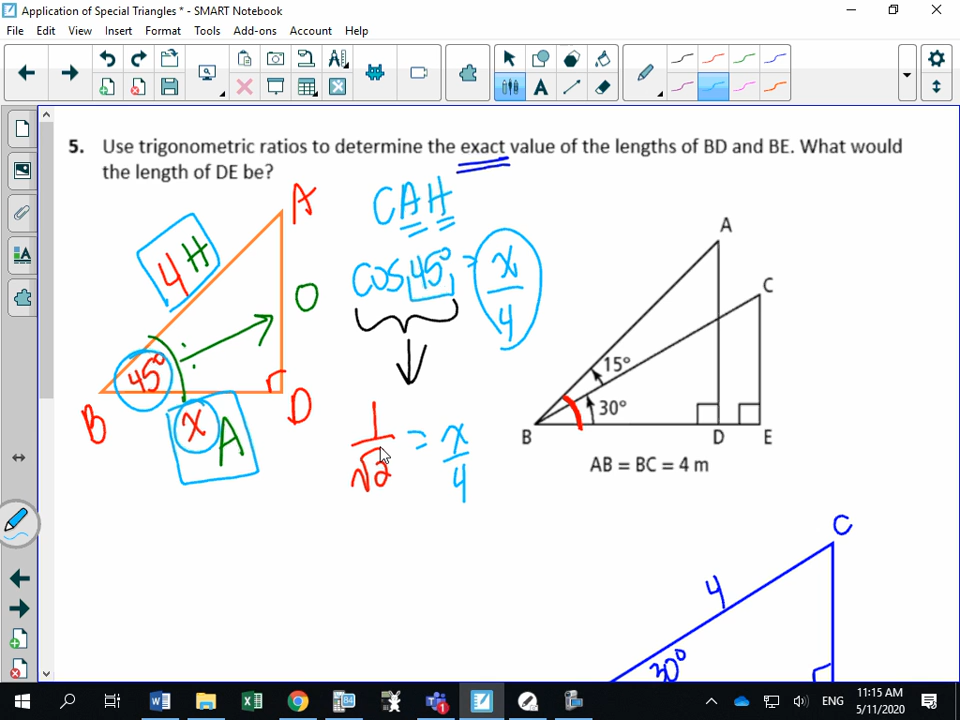 Application of Special Triangles * - SMART Notebook
File Edit View Insert Format Tools Add-ons Account Help
5. Use trigonometric ratios to determine the exact value of the lengths of BD and BE. What would
the length of DE be?
A
CAH
4 H
cos 45° = x/4
O
45°
B
x A
D
1/√2 = x/4
A
C
15°
30°
B
D
E
AB = BC = 4 m
C
4
30°
ENG
11:15 AM
5/11/2020